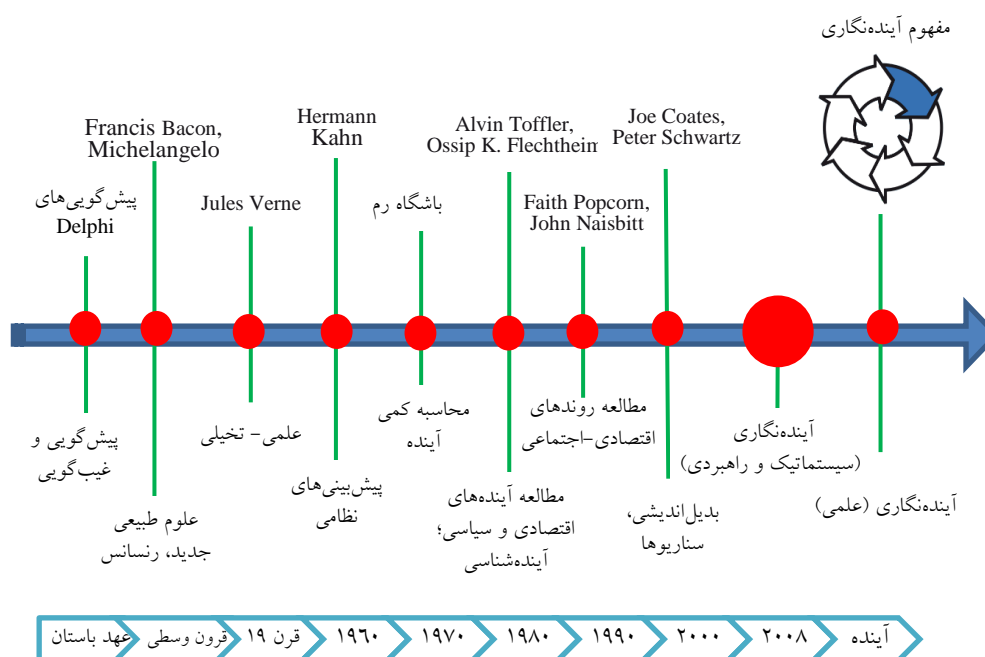 مفهوم آینده‌نگاری
Francis Bacon,
Michelangelo
Hermann
Kahn
Alvin Toffler,
Ossip K. Flechtheim
Joe Coates,
Peter Schwartz
پیش‌گویی‌های
Delphi
Jules Verne
باشگاه رم
Faith Popcorn,
John Naisbitt
پیش‌گویی و
غیب‌گویی
علوم طبیعی
جدید، رنسانس
علمی- تخیلی
پیش‌بینی‌های
نظامی
محاسبه کمی
آینده
مطالعه آینده‌های
اقتصادی و سیاسی؛
آینده‌شناسی
مطالعه روندهای
اقتصادی-اجتماعی
بدیل‌اندیشی،
سناریوها
آینده‌نگاری
(سیستماتیک و راهبردی)
آینده‌نگاری (علمی)
عهد باستان
قرون وسطی
قرن ۱۹
۱۹۶۰
۱۹۷۰
۱۹۸۰
۱۹۹۰
۲۰۰۰
۲۰۰۸
آینده